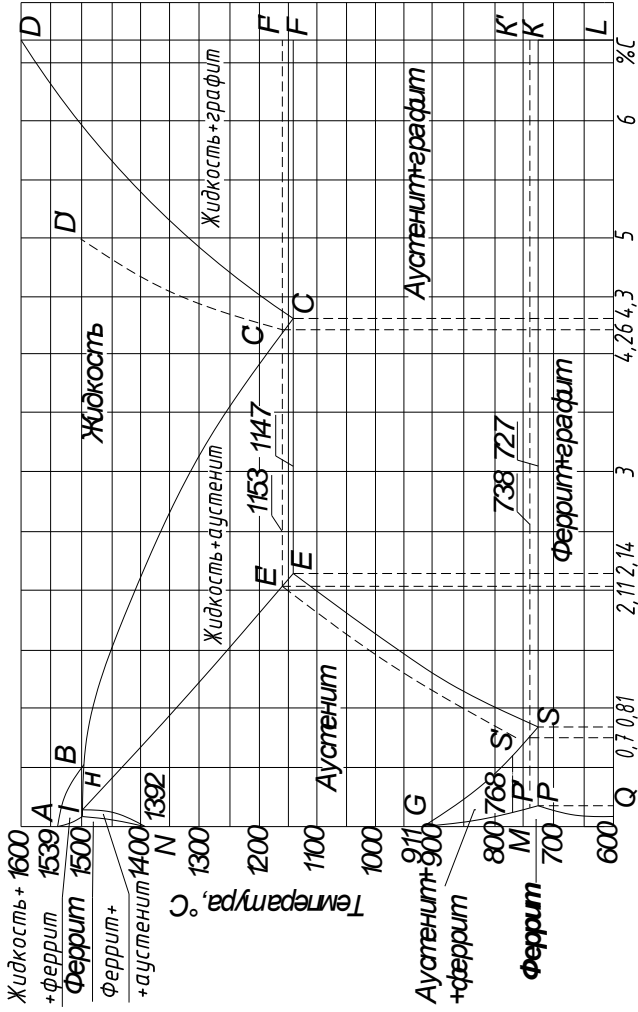 Жидкость+
+феррит
Феррит
Феррит+
+аустенит
Аустенит+
+феррит
Феррит
Температура,°С
1600
1539
1500
1400
1392
1300
1200
1100
1000
911
900
800
768
700
600
A
B
H
I
N
D
D'
Жидкость
Жидкость+аустенит
Жидкость+графит
C'
C
F'
F
1153
1147
E'
E
Аустенит
Аустенит+графит
G
S'
S
M
P'
P
Q
738
727
K'
K
L
Феррит+графит
0,7
0,81
2,11
2,14
3
4,26
4,3
5
6
%C